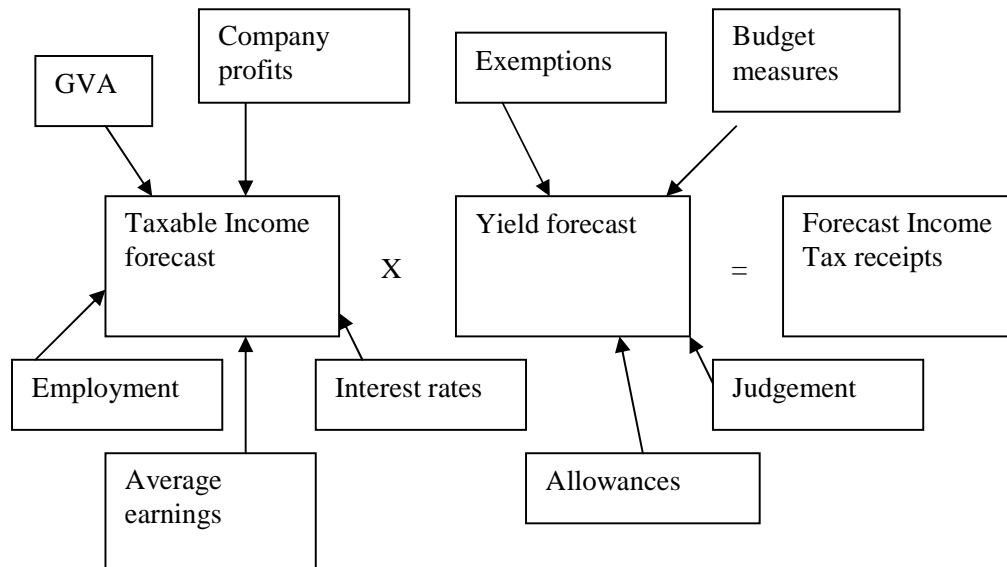 Company
profits
GVA
Exemptions
Budget
measures
Taxable Income
forecast
X
Yield forecast
=
Forecast Income
Tax receipts
Employment
Interest rates
Judgement
Average
earnings
Allowances